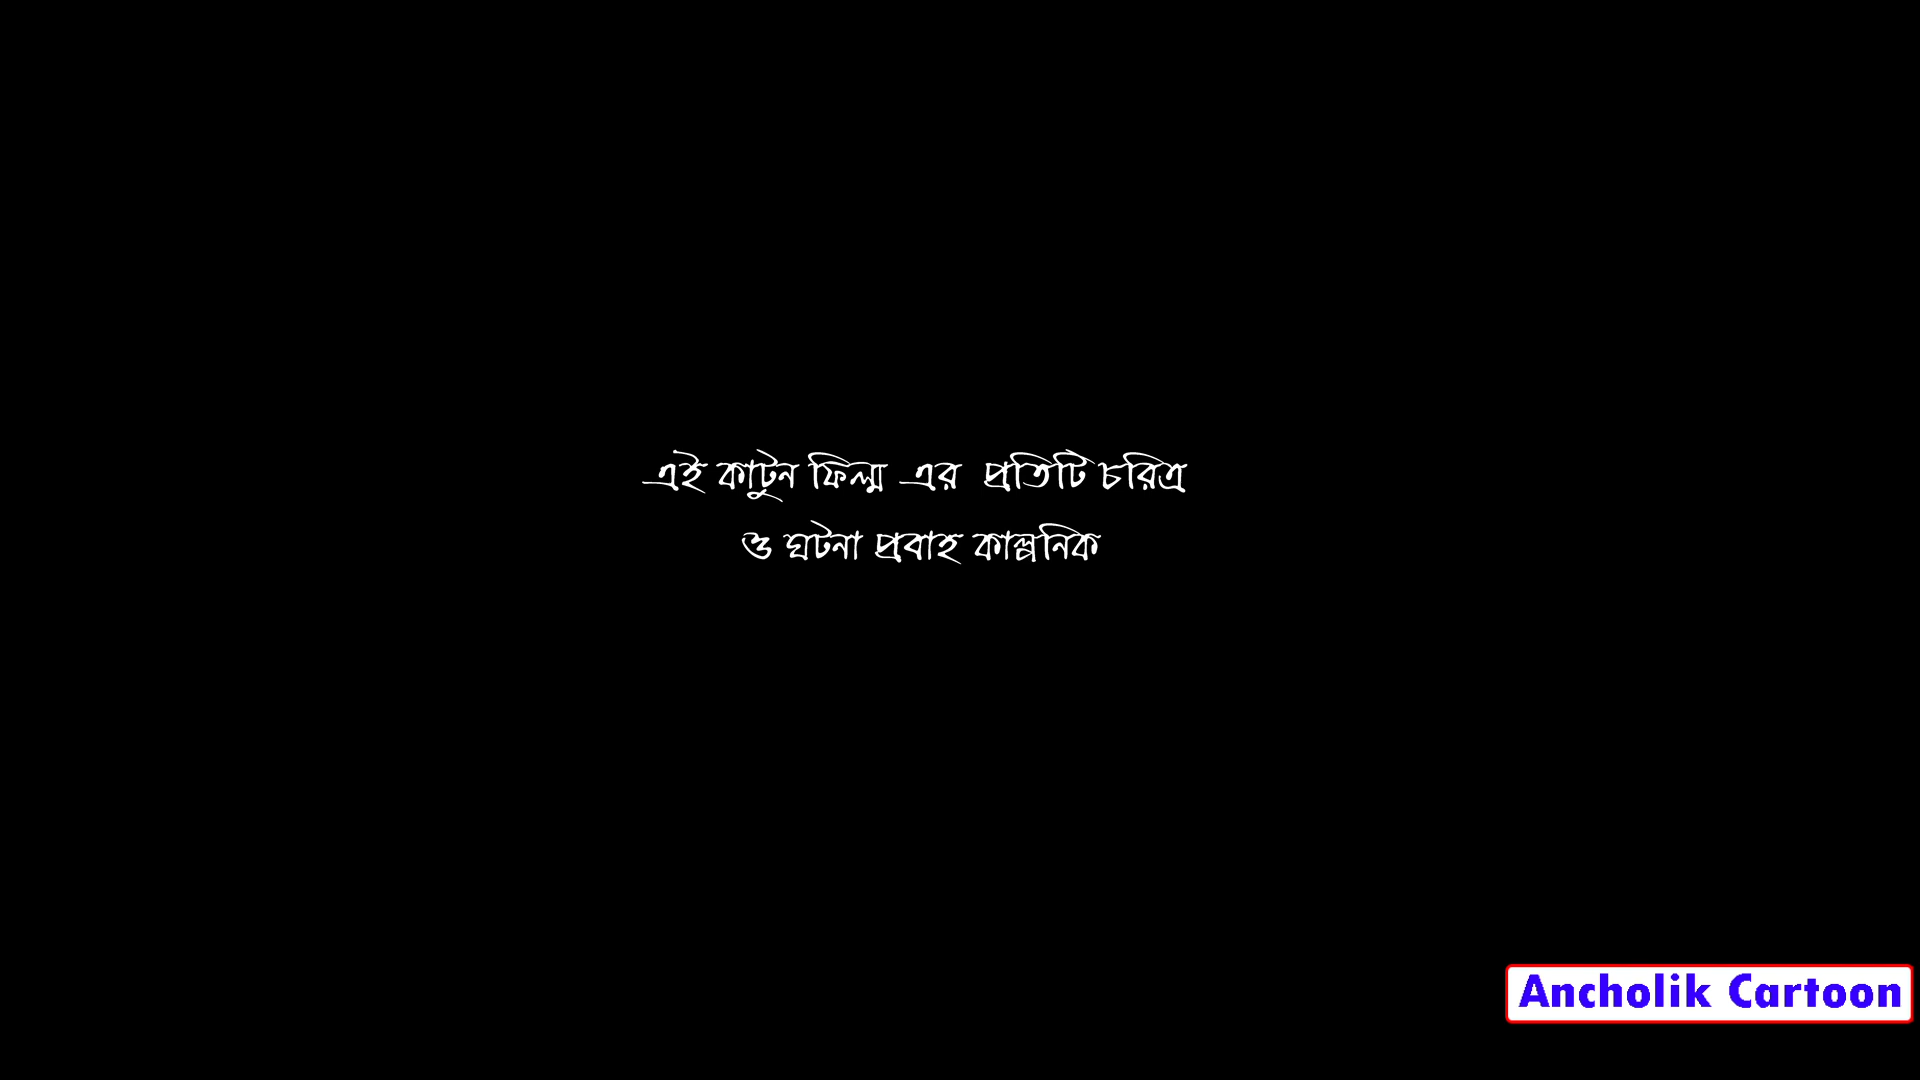 এই কাটুন ফিল্ম এর প্রতিটি চরিত্র
ও ঘটনা প্রবাহ কাল্পনিক
Ancholik Cartoon